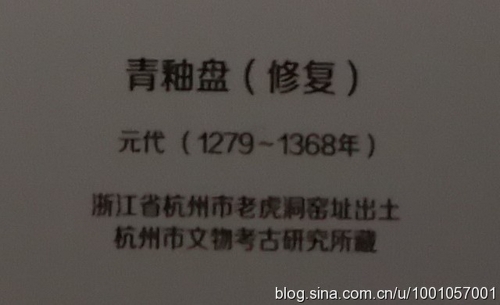 青釉盘（修复）
元代（1279~1368年）
浙江省杭州市老虎洞窑址出土
杭州市文物考古研究所藏
blog.sina.com.cn/u/1001057001